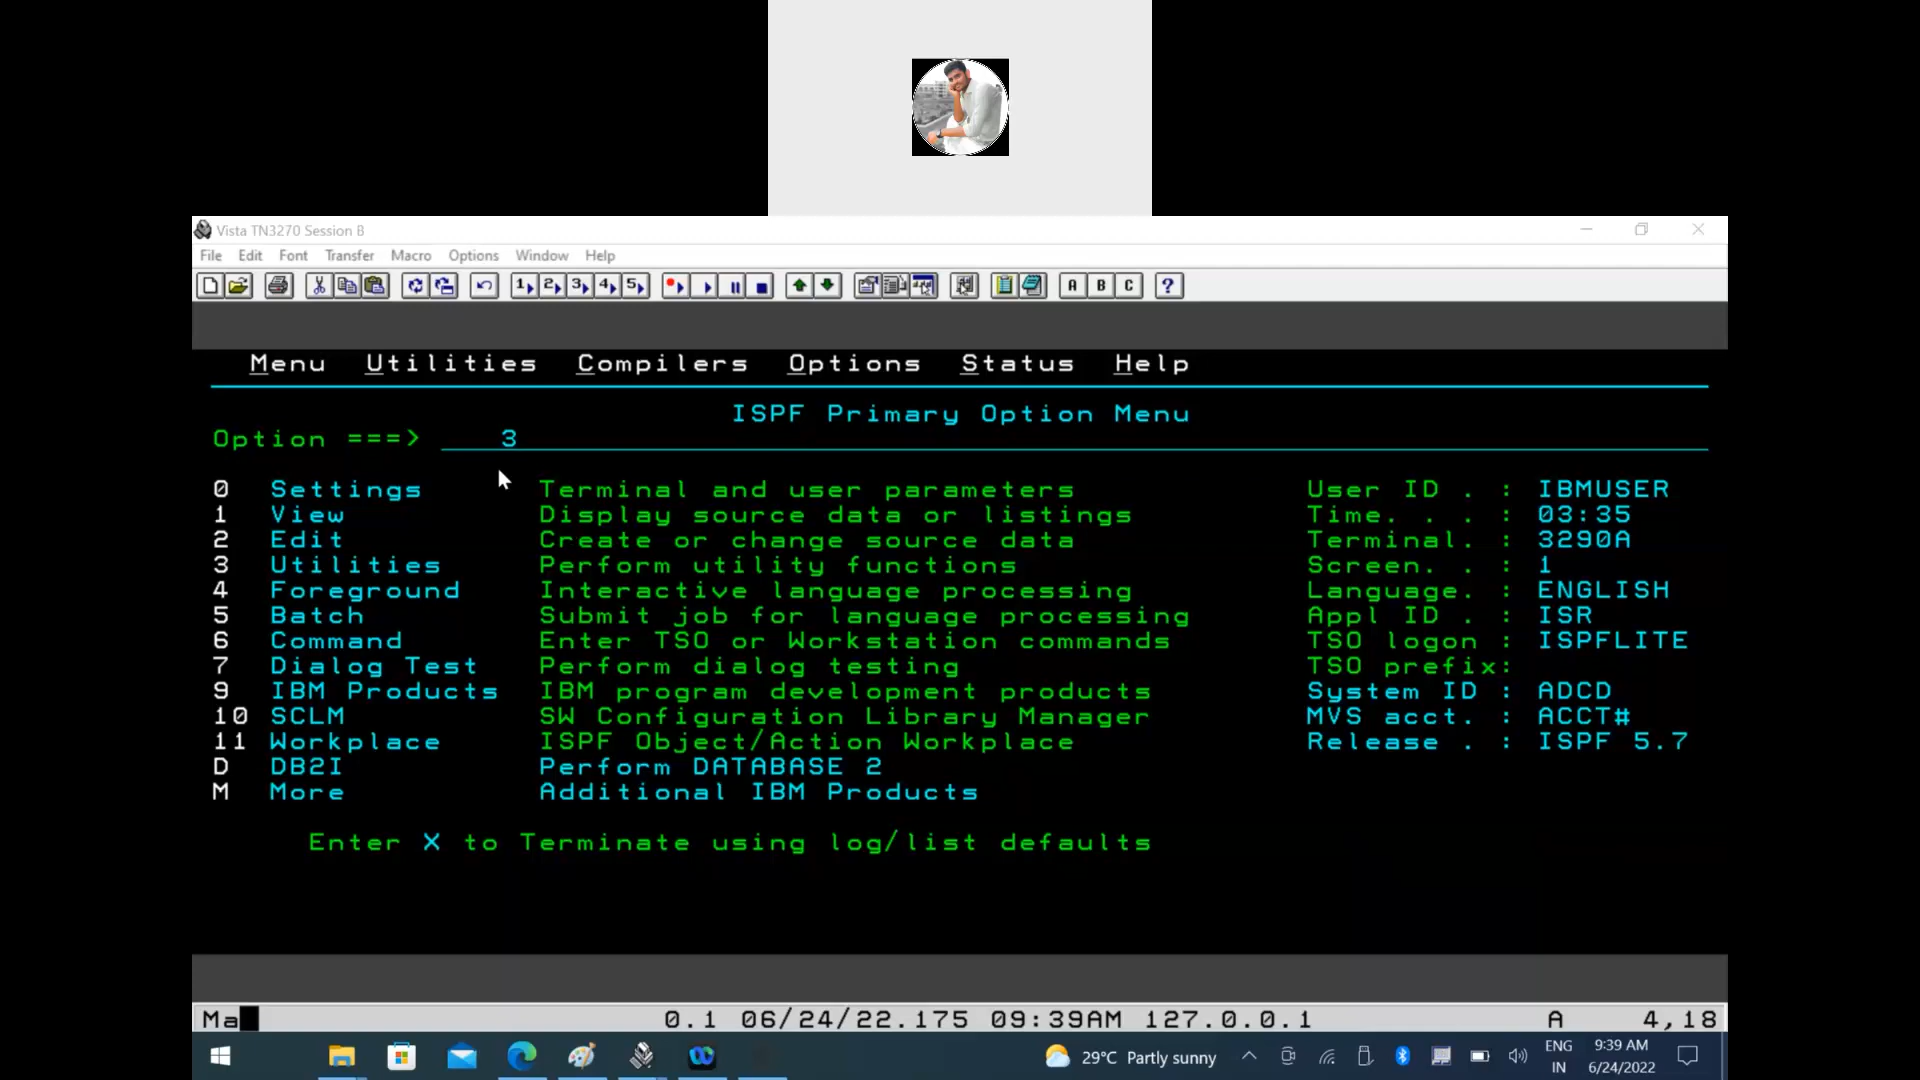 Vista TN3270 Session B
File Edit Font Transfer Macro Options Window Help
1 2 3 4 5 A B C ?
Menu Utilities Compilers Options Status Help
ISPF Primary Option Menu
Option ===> 3
0 Settings Terminal and user parameters User ID . : IBMUSER
1 View Display source data or listings Time. . . : 03:35
2 Edit Create or change source data Terminal. : 3290A
3 Utilities Perform utility functions Screen. . : 1
4 Foreground Interactive language processing Language. : ENGLISH
5 Batch Submit job for language processing Appl ID . : ISR
6 Command Enter TSO or Workstation commands TSO logon : ISPFLITE
7 Dialog Test Perform dialog testing TSO prefix:
9 IBM Products IBM program development products System ID : ADCD
10 SCLM SW Configuration Library Manager MVS acct. : ACCT#
11 Workplace ISPF Object/Action Workplace Release . : ISPF 5.7
D DB2I Perform DATABASE 2
M More Additional IBM Products
Enter X to Terminate using log/list defaults
Ma 0.1 06/24/22.175 09:39AM 127.0.0.1 A 4,18
29°C Partly sunny ENG 9:39 AM
IN 6/24/2022